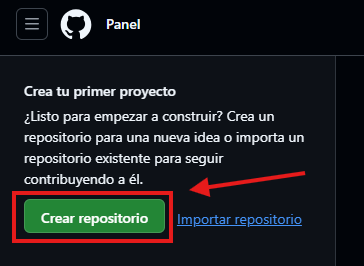 Panel
Crea tu primer proyecto
¿Listo para empezar a construir? Crea un
repositorio para una nueva idea o importa un
repositorio existente para seguir
contribuyendo a él.
Crear repositorio Importar repositorio